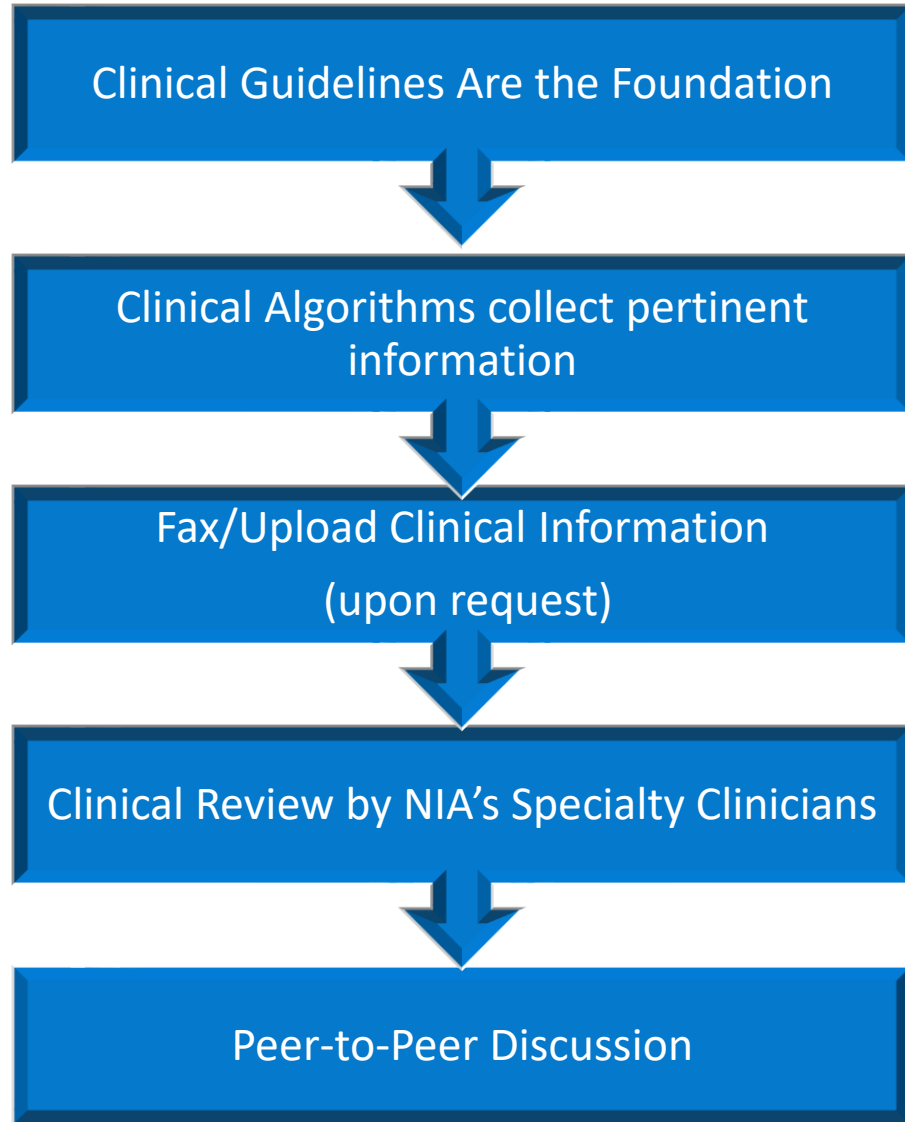 Clinical Guidelines Are the Foundation
Clinical Algorithms collect pertinent
information
Fax/Upload Clinical Information
(upon request)
Clinical Review by NIA’s Specialty Clinicians
Peer-to-Peer Discussion